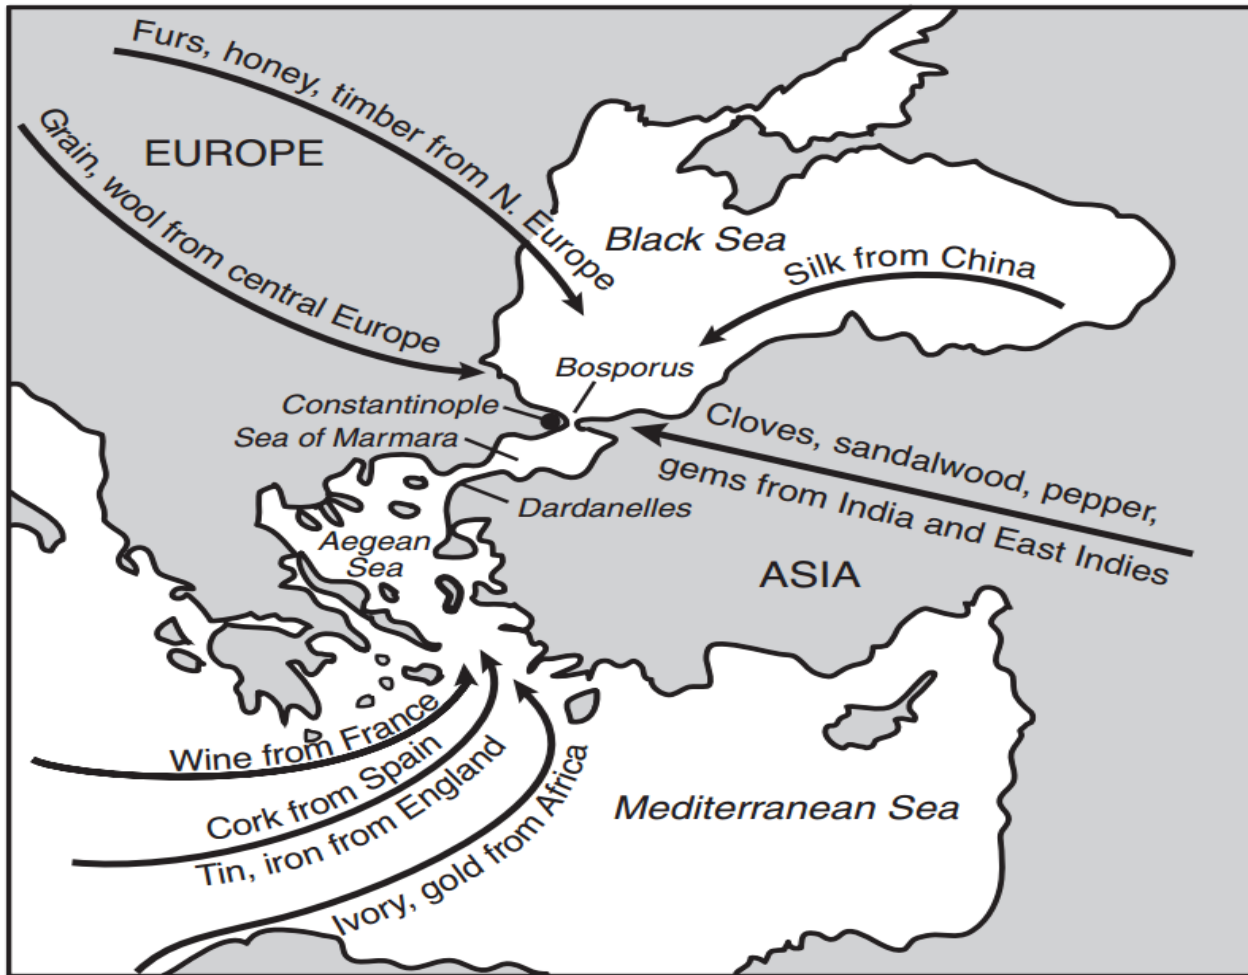 Furs, honey, timber from N. Europe
Grain, wool from central Europe
EUROPE
Black Sea
Silk from China
Bosporus
Constantinople
Sea of Marmara
Cloves, sandalwood, pepper,
gems from India and East Indies
Dardanelles
Aegean
Sea
ASIA
Wine from France
Cork from Spain
Tin, iron from England
Ivory, gold from Africa
Mediterranean Sea